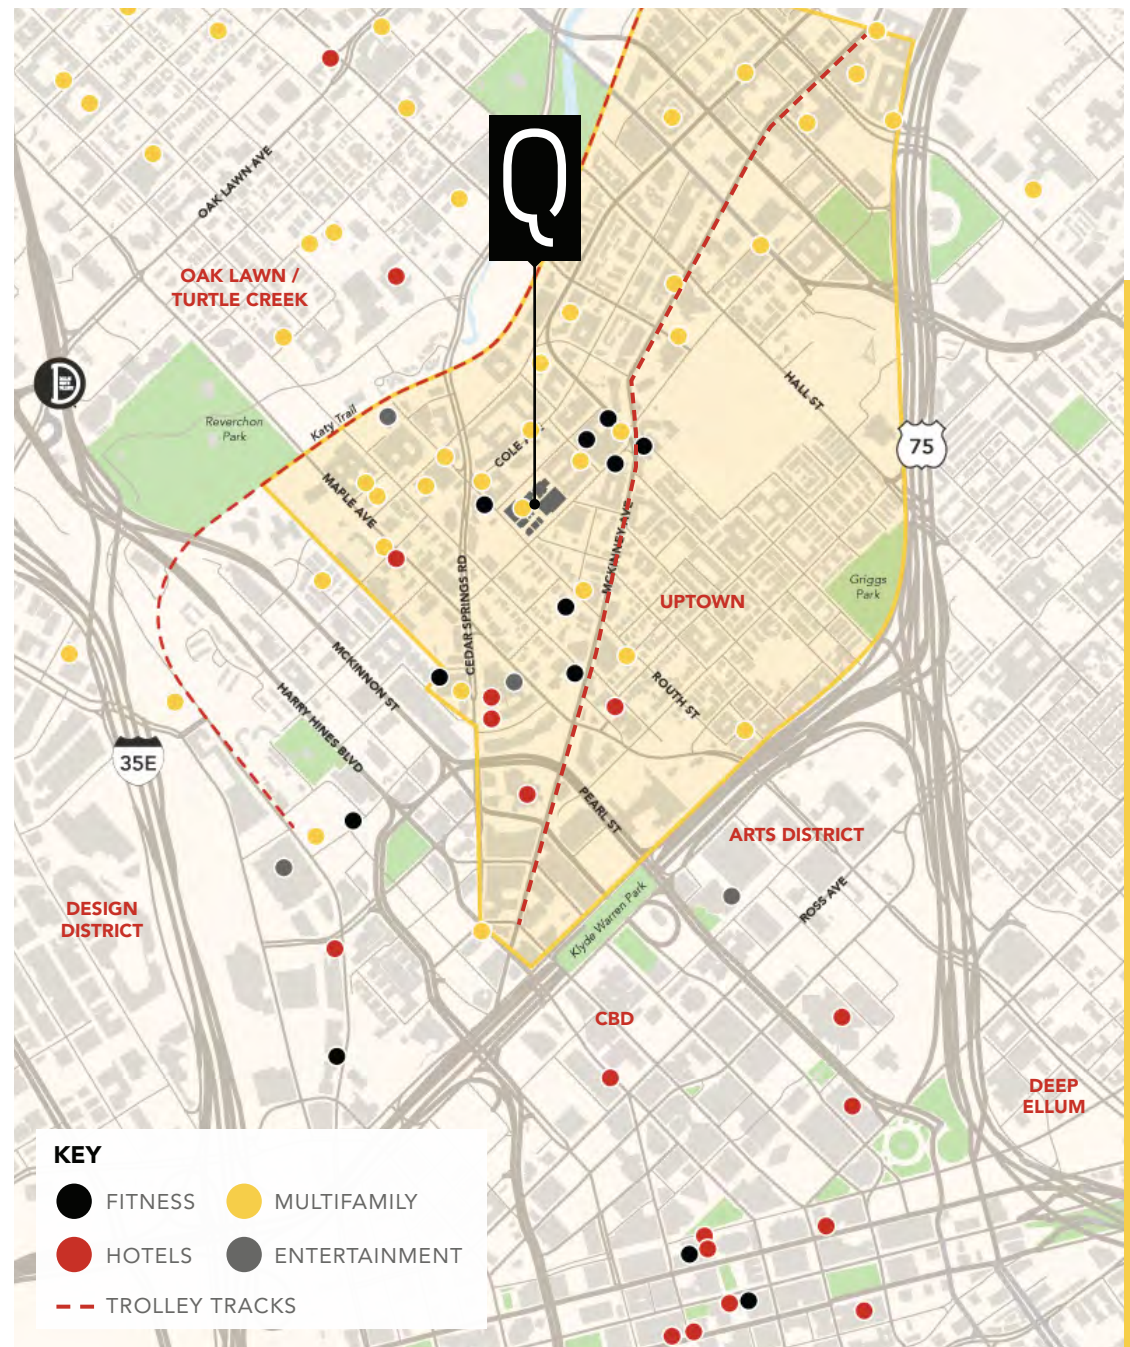 Q
OAK LAWN AVE
OAK LAWN /
TURTLE CREEK
HALL ST
D
Reverchon
Park
Katy Trail
COLE
75
MAPLE AVE
MCKINNEY AVE
Griggs
Park
CEDAR SPRINGS RD
UPTOWN
MCKINNON ST
ROUTH ST
HARRY HINES BLVD
35E
PEARL ST
ARTS DISTRICT
ROSS AVE
DESIGN
DISTRICT
Klyde Warren Park
CBD
DEEP
ELLUM
KEY
FITNESS
MULTIFAMILY
HOTELS
ENTERTAINMENT
TROLLEY TRACKS